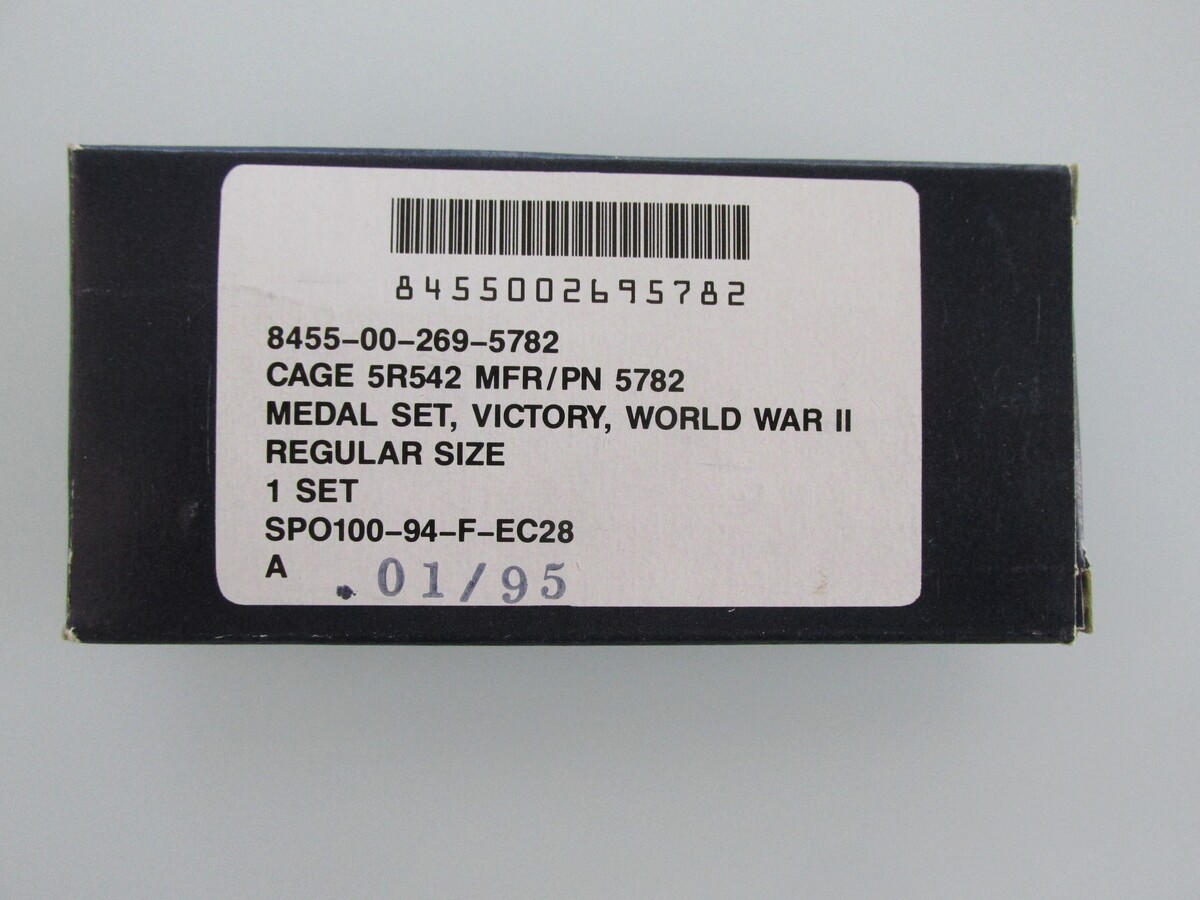 8455002695782
8455-00-269-5782
CAGE 5R542 MFR/PN 5782
MEDAL SET, VICTORY, WORLD WAR II
REGULAR SIZE
1 SET
SPO100-94-F-EC28
A
.01/95